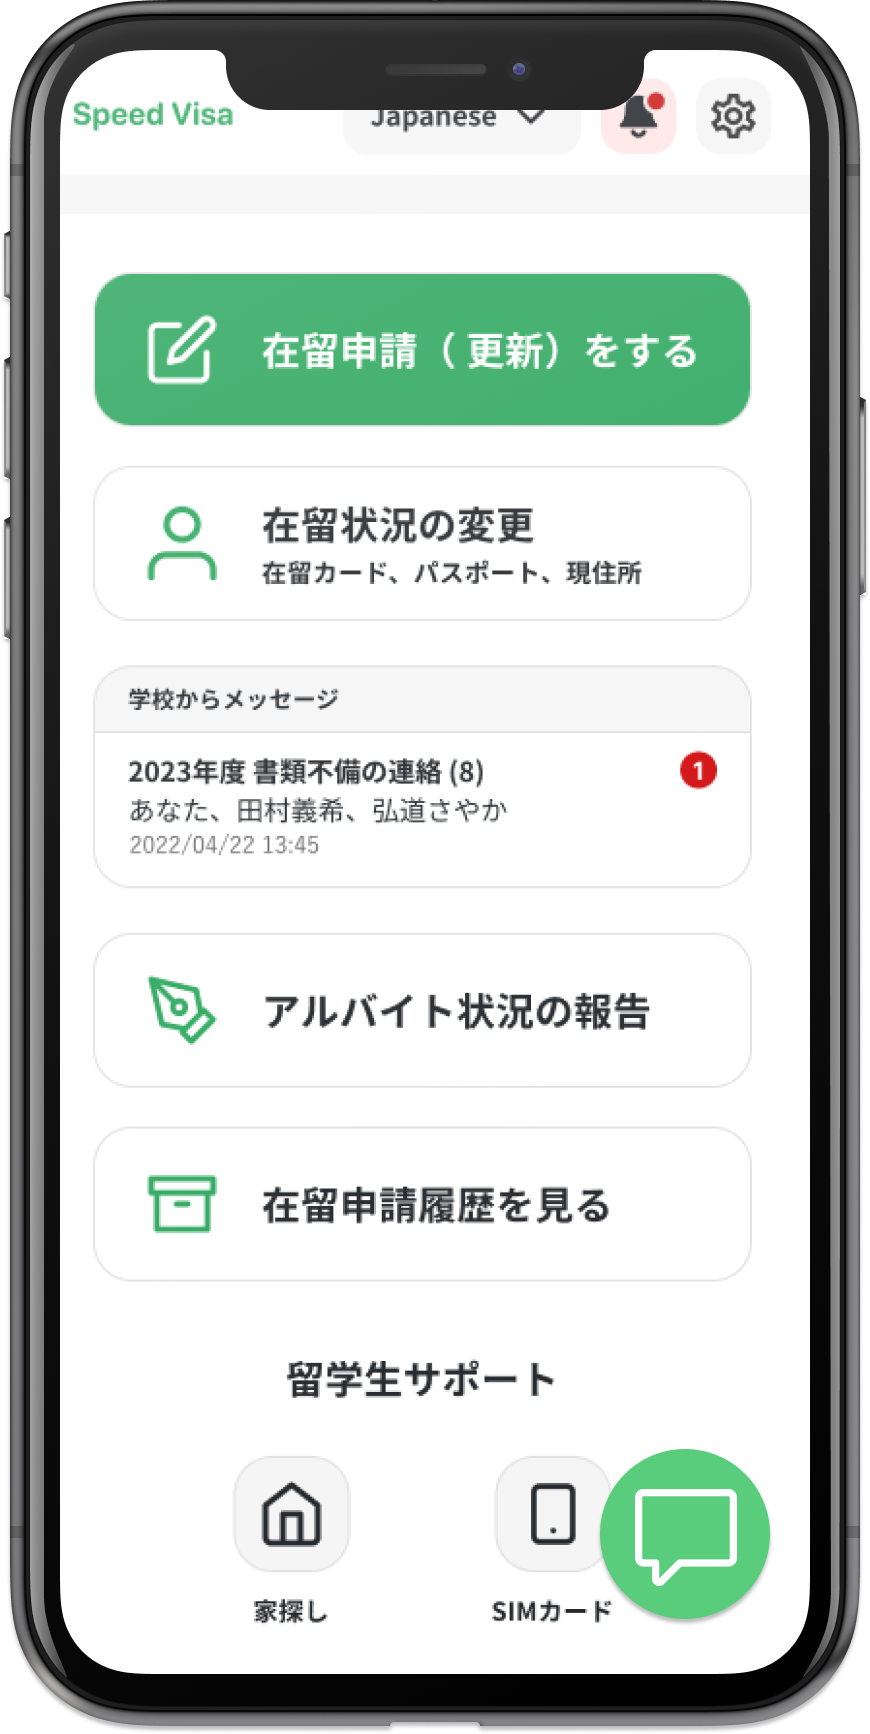 Speed Visa
Japanese
在留申請（更新）をする
在留状況の変更
在留カード、パスポート、現住所
学校からメッセージ
2023年度 書類不備の連絡 (8)
1
あなた、田村義希、弘道さやか
2022/04/22 13:45
アルバイト状況の報告
在留申請履歴を見る
留学生サポート
家探し
SIMカード